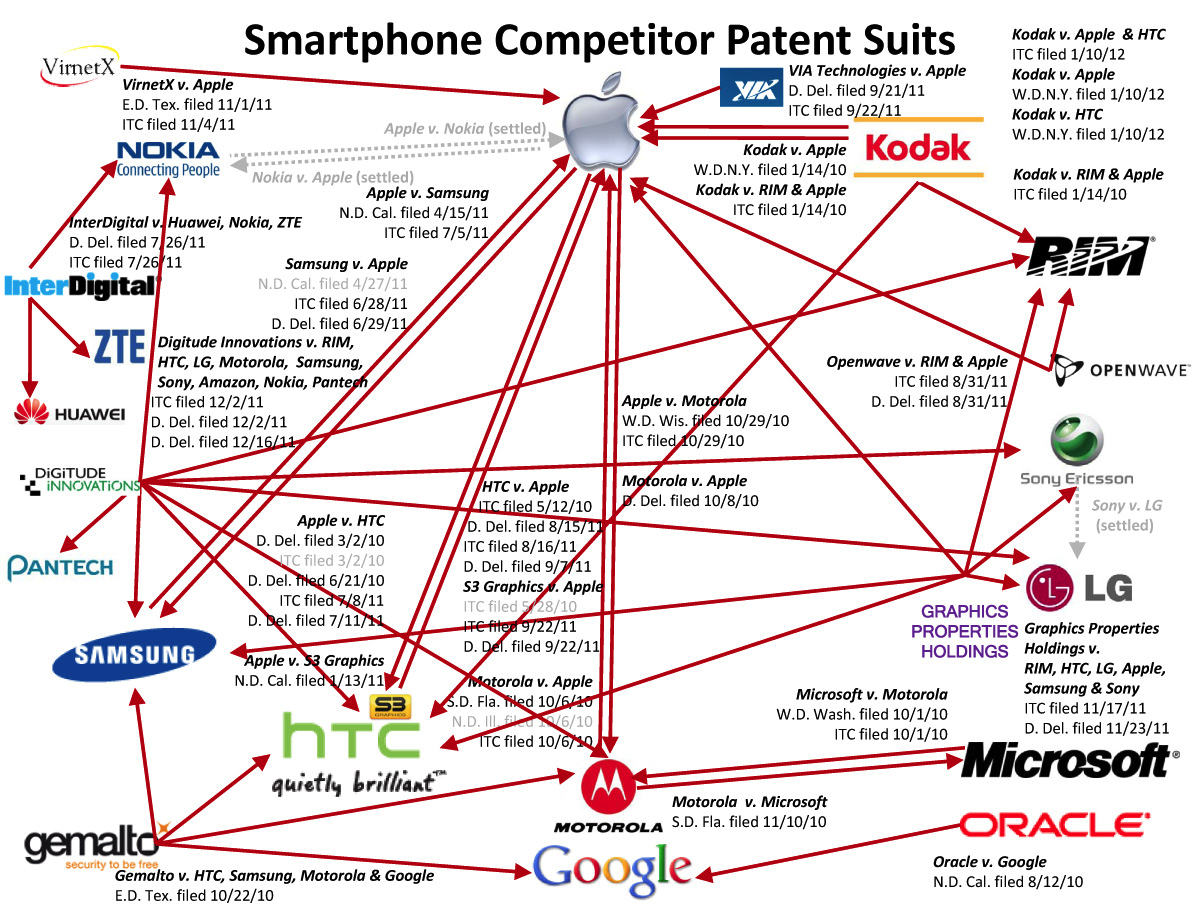 Smartphone Competitor Patent Suits
VirnetX
VirnetX v. Apple
E.D. Tex. filed 11/1/11
ITC filed 11/4/11
VIA
VIA Technologies v. Apple
D. Del. filed 9/21/11
ITC filed 9/22/11
Kodak v. Apple & HTC
ITC filed 1/10/12
Kodak v. Apple
W.D.N.Y. filed 1/10/12
Kodak v. HTC
W.D.N.Y. filed 1/10/12
Kodak v. RIM & Apple
ITC filed 1/14/10
Kodak
Kodak v. Apple
W.D.N.Y. filed 1/14/10
Kodak v. RIM & Apple
ITC filed 1/14/10
NOKIA
Connecting People
Apple v. Nokia (settled)
Nokia v. Apple (settled)
Apple v. Samsung
N.D. Cal. filed 4/15/11
ITC filed 7/5/11
InterDigital v. Huawei, Nokia, ZTE
D. Del. filed 7/26/11
ITC filed 7/26/11
InterDigital
Samsung v. Apple
N.D. Cal. filed 4/27/11
ITC filed 6/28/11
D. Del. filed 6/29/11
RIM
ZTE
HUAWEI
Digitude Innovations v. RIM,
HTC, LG, Motorola, Samsung,
Sony, Amazon, Nokia, Pantech
ITC filed 12/2/11
D. Del. filed 12/2/11
D. Del. filed 12/16/11
Openwave v. RIM & Apple
ITC filed 8/31/11
D. Del. filed 8/31/11
OPENWAVE
Apple v. Motorola
W.D. Wis. filed 10/29/10
ITC filed 10/29/10
Motorola v. Apple
D. Del. filed 10/8/10
Sony Ericsson
Sony v. LG
(settled)
DiGiTUDE
iNNOVATiONS
PANTECH
HTC v. Apple
ITC filed 5/12/10
D. Del. filed 8/15/11
ITC filed 8/16/11
D. Del. filed 9/7/11
S3 Graphics v. Apple
ITC filed 5/28/10
ITC filed 9/22/11
D. Del. filed 9/22/11
Apple v. HTC
D. Del. filed 3/2/10
ITC filed 3/2/10
D. Del. filed 6/21/10
ITC filed 7/8/11
D. Del. filed 7/11/11
LG
LG
GRAPHICS
PROPERTIES
HOLDINGS
Graphics Properties
Holdings v.
RIM, HTC, LG, Apple,
Samsung & Sony
ITC filed 11/17/11
D. Del. filed 11/23/11
SAMSUNG
Apple v. S3 Graphics
N.D. Cal. filed 1/13/11
S3
GRAPHICS
hTC
quietly brilliant™
Motorola v. Apple
S.D. Fla. filed 10/6/10
N.D. Ill. filed 10/6/10
ITC filed 10/6/10
Microsoft v. Motorola
W.D. Wash. filed 10/1/10
ITC filed 10/1/10
Microsoft®
MOTOROLA
Motorola v. Microsoft
S.D. Fla. filed 11/10/10
gemalto
security to be free
Gemalto v. HTC, Samsung, Motorola & Google
E.D. Tex. filed 10/22/10
Google
ORACLE
Oracle v. Google
N.D. Cal. filed 8/12/10